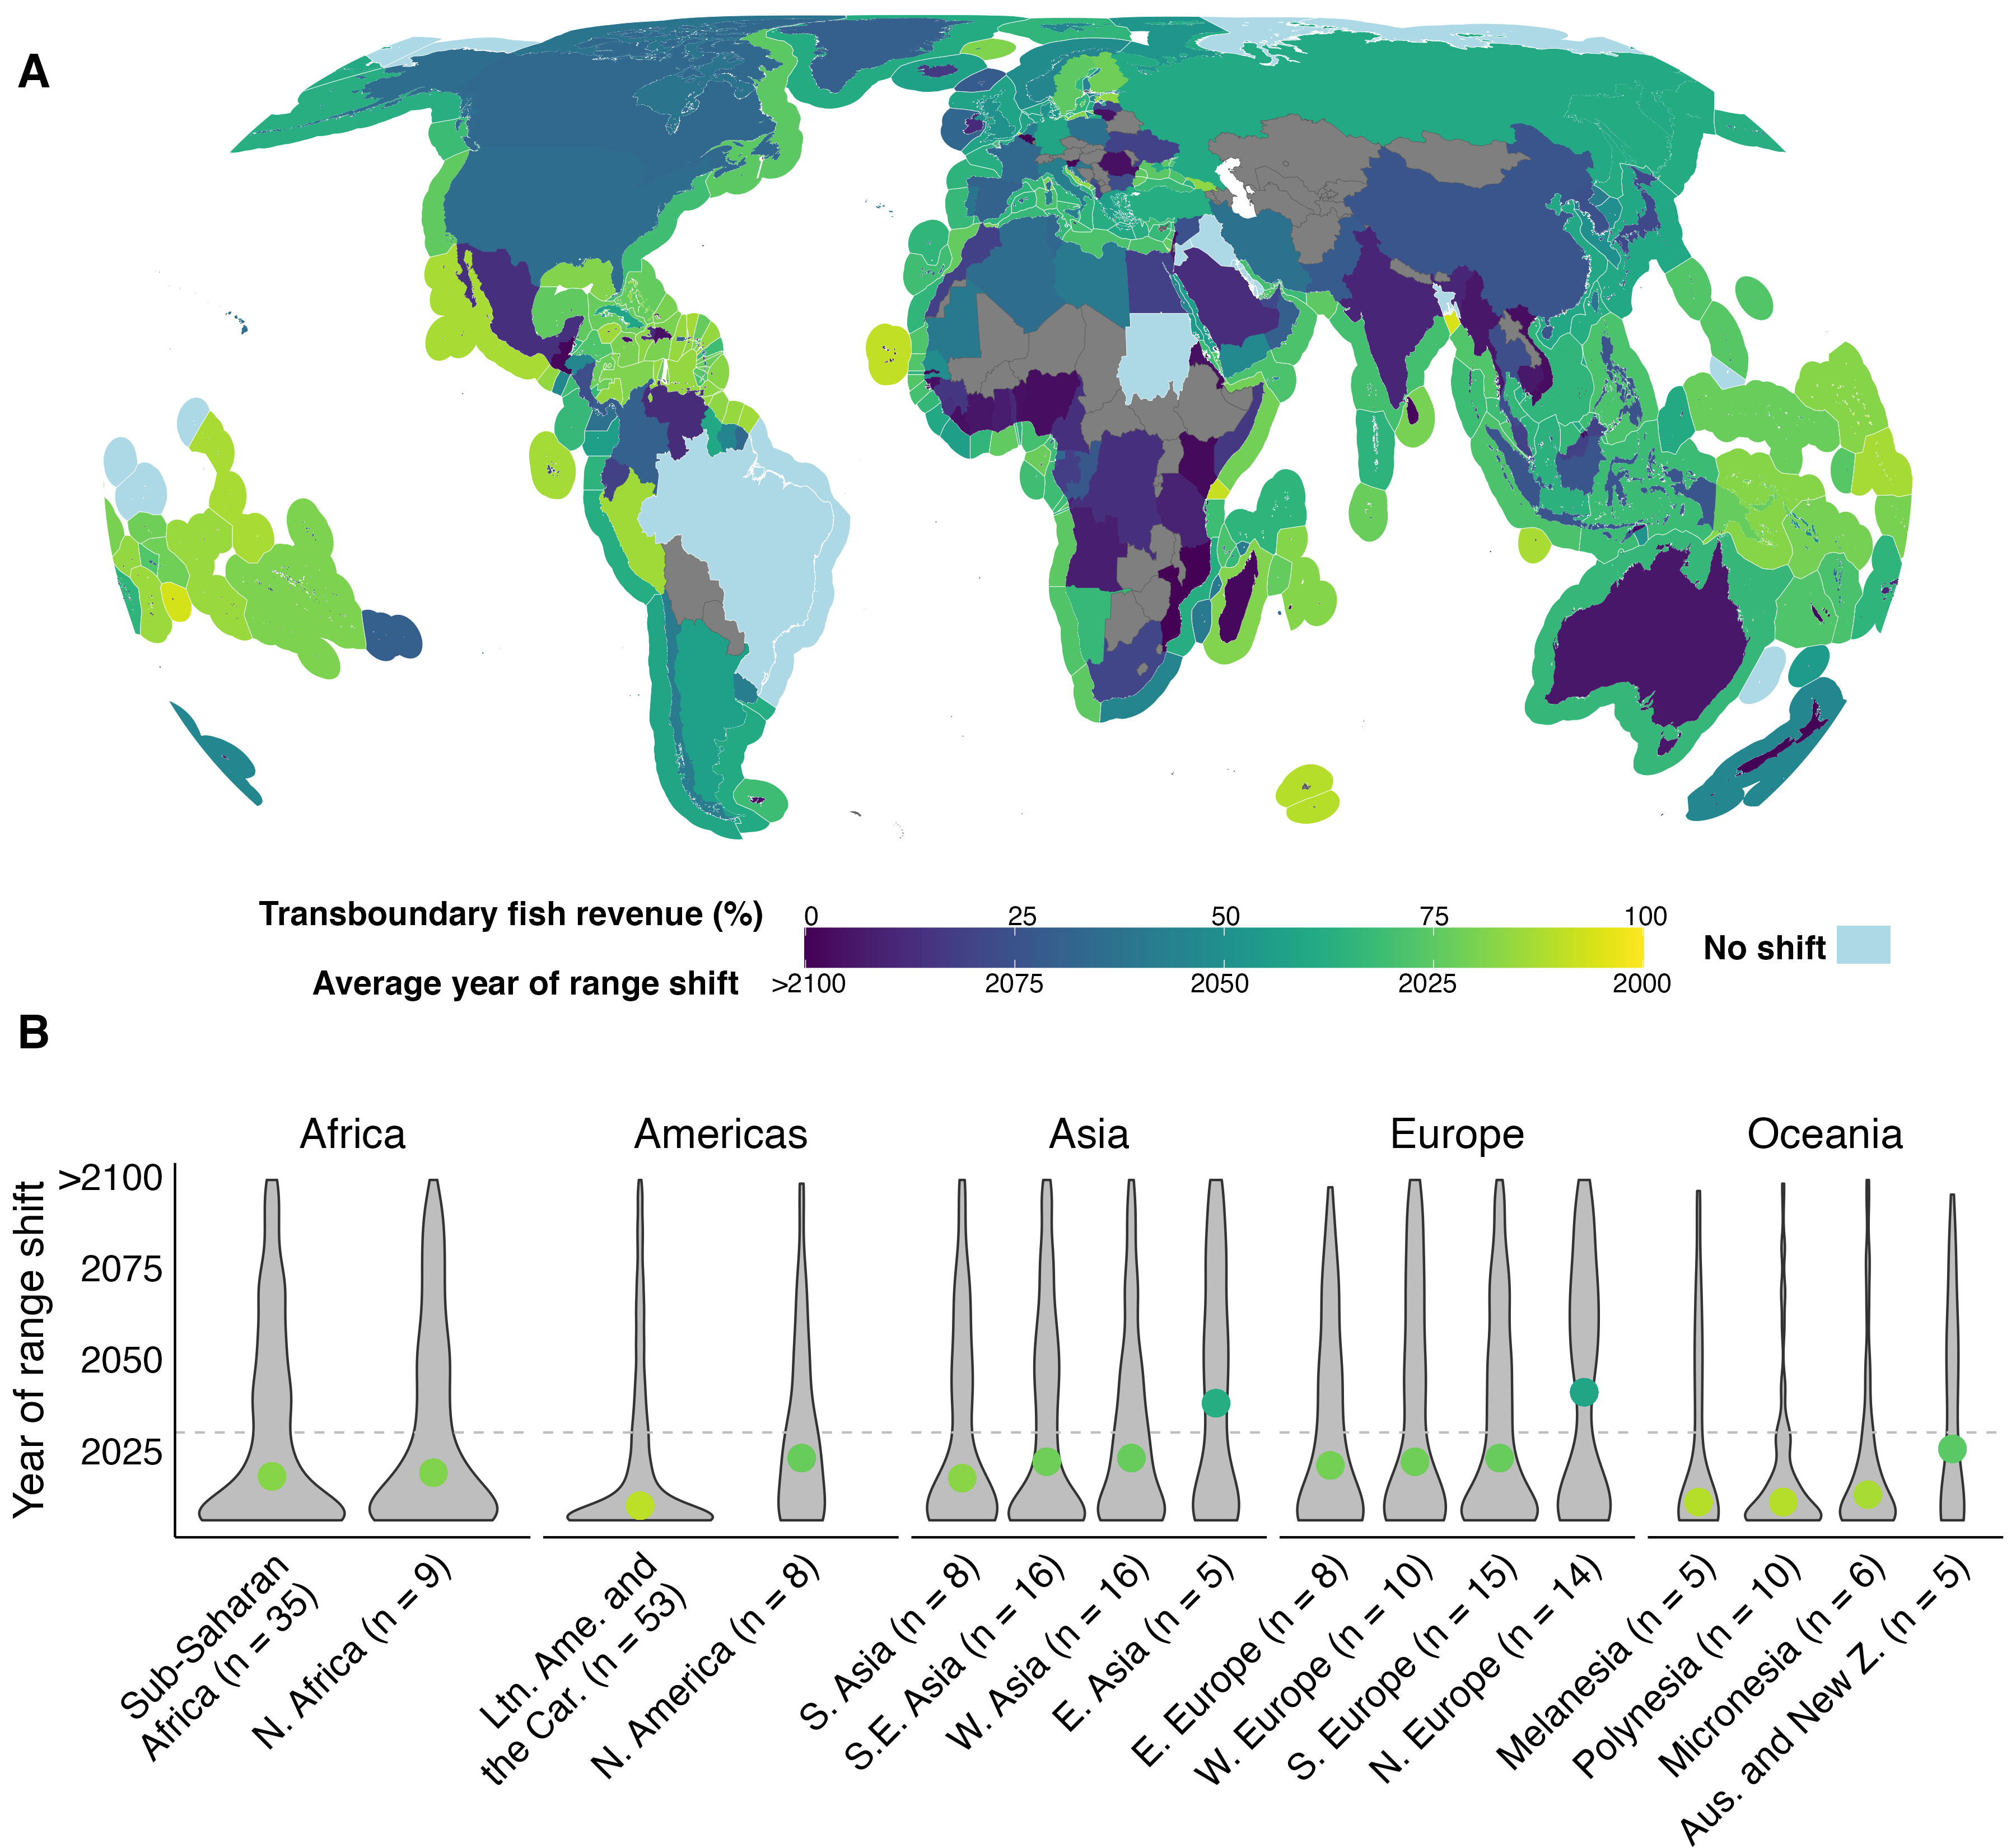 A
Transboundary fish revenue (%)
0 25 50 75 100
Average year of range shift
>2100 2075 2050 2025 2000
No shift
B
Africa Americas Asia Europe Oceania
Year of range shift
>2100
2075
2050
2025
Sub-Saharan
Africa (n = 35)
N. Africa (n = 9)
Ltn. Ame. and
the Car. (n = 53)
N. America (n = 8)
S. Asia (n = 8)
S.E. Asia (n = 16)
W. Asia (n = 16)
E. Asia (n = 5)
E. Europe (n = 8)
W. Europe (n = 10)
S. Europe (n = 15)
N. Europe (n = 14)
Melanesia (n = 5)
Polynesia (n = 10)
Micronesia (n = 6)
Aus. and New Z. (n = 5)